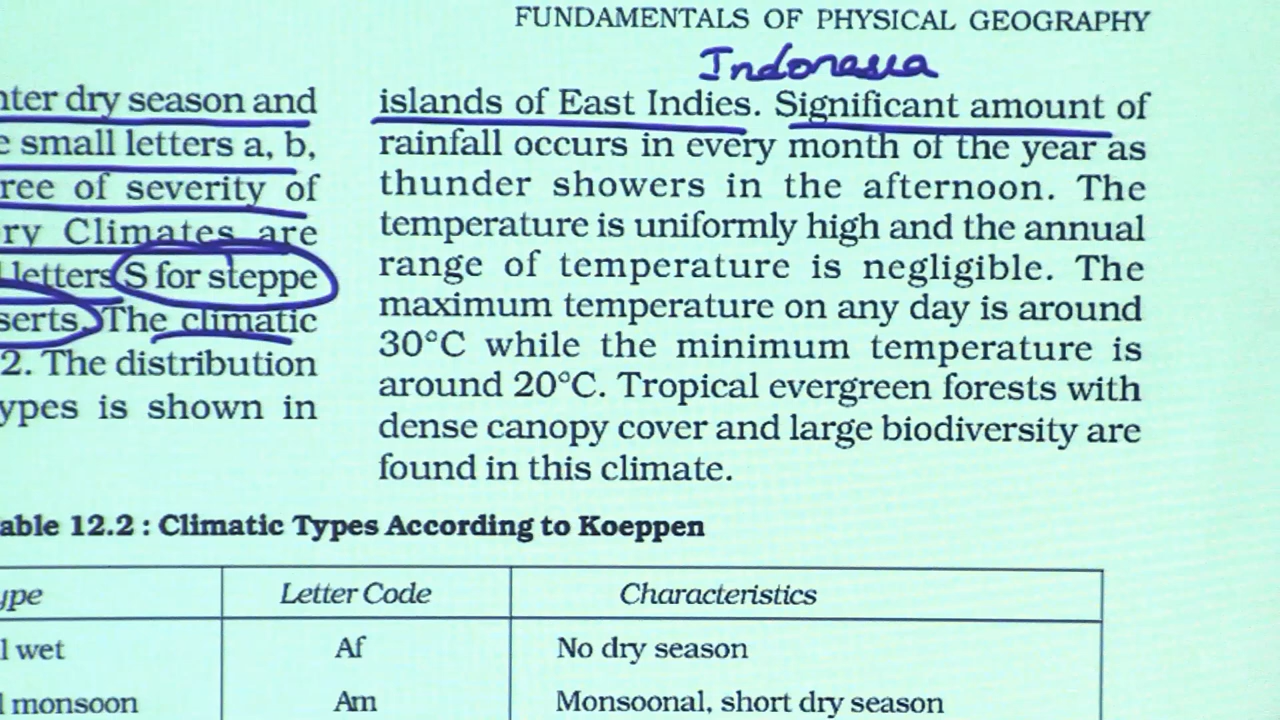 FUNDAMENTALS OF PHYSICAL GEOGRAPHY
Indonasia
nter dry season and
e small letters a, b,
ree of severity of
ry Climates are
letters S for steppe
serts. The climatic
2. The distribution
ypes is shown in
islands of East Indies. Significant amount of
rainfall occurs in every month of the year as
thunder showers in the afternoon. The
temperature is uniformly high and the annual
range of temperature is negligible. The
maximum temperature on any day is around
30°C while the minimum temperature is
around 20°C. Tropical evergreen forests with
dense canopy cover and large biodiversity are
found in this climate.
able 12.2 : Climatic Types According to Koeppen
ype Letter Code Characteristics
l wet Af No dry season
l monsoon Am Monsoonal, short dry season